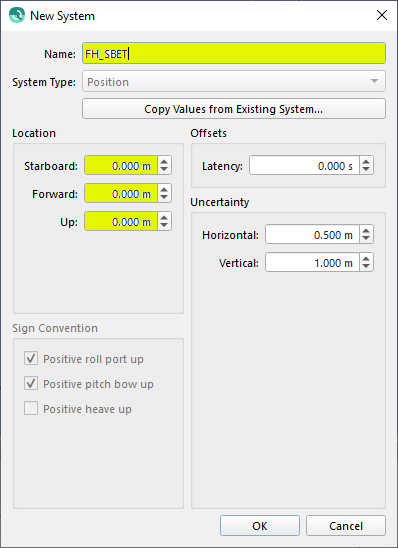 New System
Name: FH_SBET
System Type: Position
Copy Values from Existing System...
Location
Starboard: 0.000 m
Forward: 0.000 m
Up: 0.000 m
Sign Convention
Positive roll port up
Positive pitch bow up
Positive heave up
Offsets
Latency: 0.000 s
Uncertainty
Horizontal: 0.500 m
Vertical: 1.000 m
OK Cancel